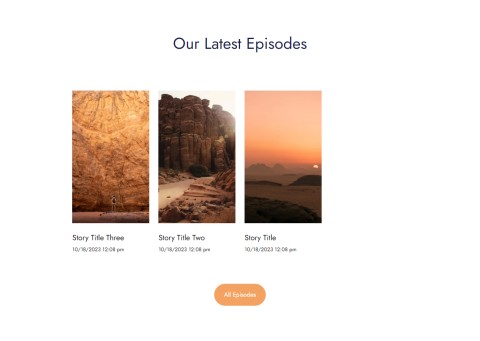 Our Latest Episodes
Story Title Three
10/18/2023 12:08 pm
Story Title Two
10/18/2023 12:08 pm
Story Title
10/18/2023 12:08 pm
All Episodes